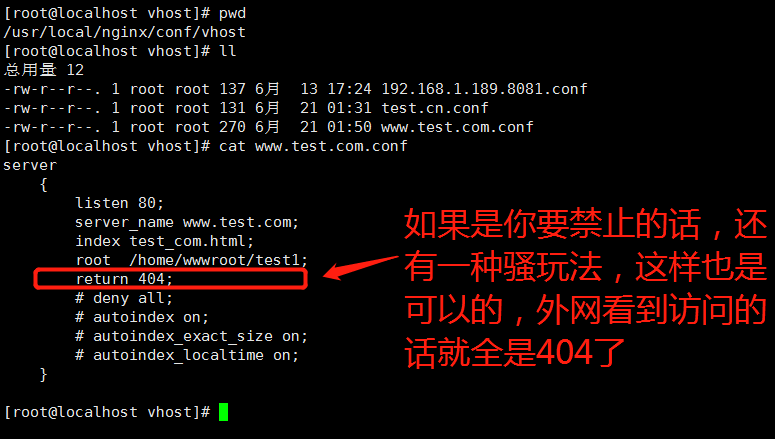 [root@localhost vhost]# pwd
/usr/local/nginx/conf/vhost
[root@localhost vhost]# ll
总用量 12
-rw-r--r--. 1 root root 137 6月  13 17:24 192.168.1.189.8081.conf
-rw-r--r--. 1 root root 131 6月  21 01:31 test.cn.conf
-rw-r--r--. 1 root root 270 6月  21 01:50 www.test.com.conf
[root@localhost vhost]# cat www.test.com.conf
server
    {
        listen 80;
        server_name www.test.com;
        index test_com.html;
        root  /home/wwwroot/test1;
        return 404;
        # deny all;
        # autoindex on;
        # autoindex_exact_size on;
        # autoindex_localtime on;
    }
[root@localhost vhost]#
如果是你要禁止的话，还
有一种骚玩法，这样也是
可以的，外网看到访问的
话就全是404了